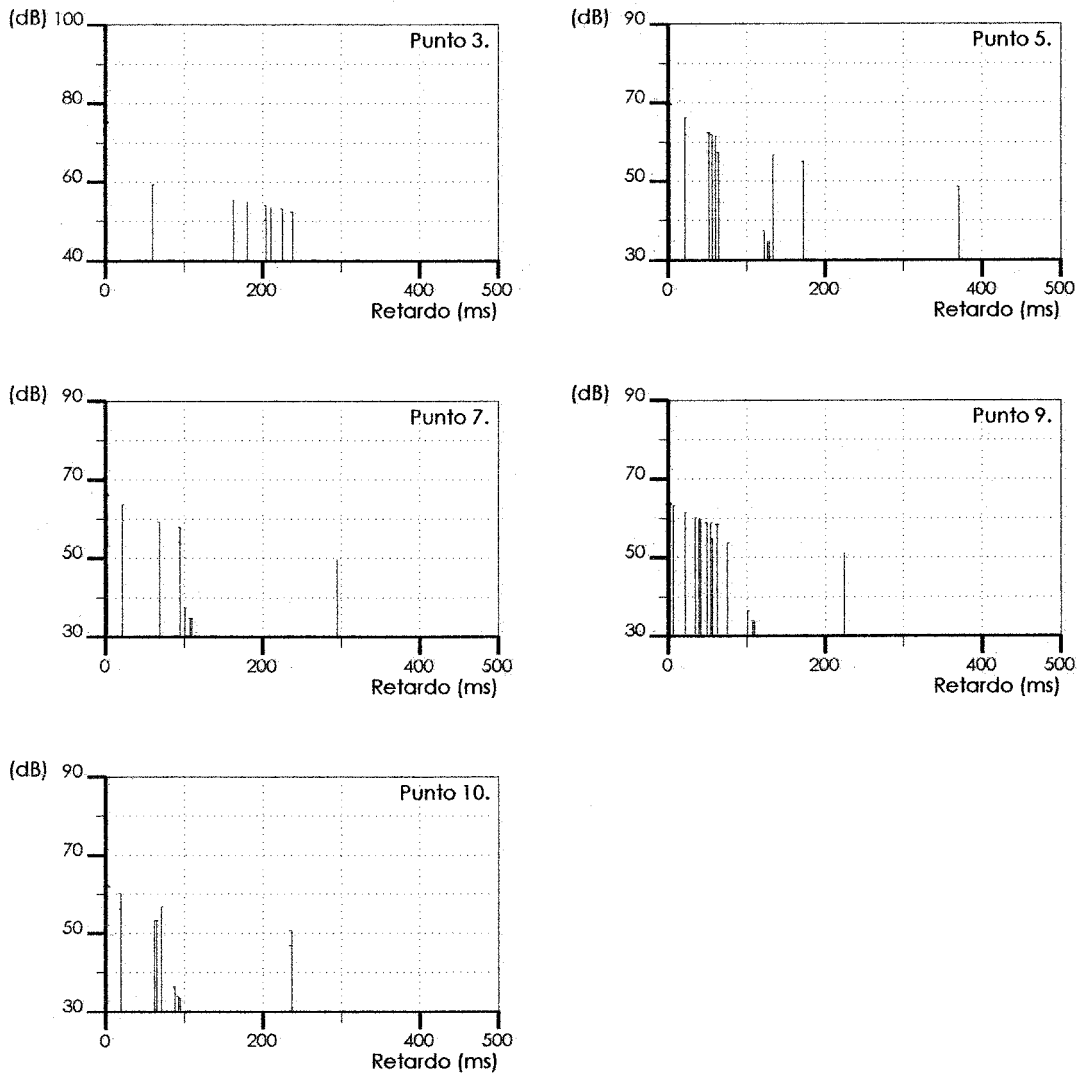 (dB) 100
Punto 3.
80
60
40
0 200 400 500
Retardo (ms)
(dB) 90
Punto 5.
70
50
30
0 200 400 500
Retardo (ms)
(dB) 90
Punto 7.
70
50
30
0 200 400 500
Retardo (ms)
(dB) 90
Punto 9.
70
50
30
0 200 400 500
Retardo (ms)
(dB) 90
Punto 10.
70
50
30
0 200 400 500
Retardo (ms)